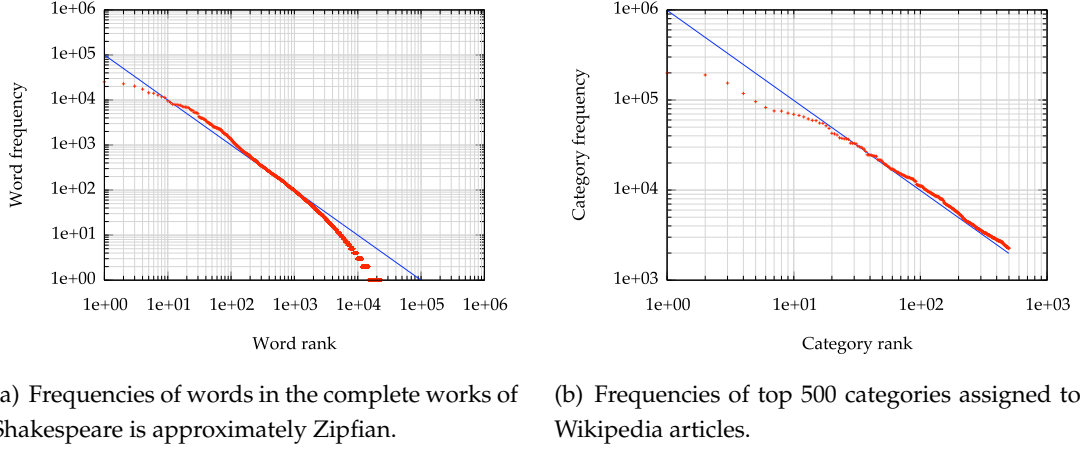 1e+06
1e+05
1e+04
1e+03
1e+02
1e+01
1e+00
1e+00 1e+01 1e+02 1e+03 1e+04 1e+05 1e+06
Word frequency
Word rank
a) Frequencies of words in the complete works of
Shakespeare is approximately Zipfian.
1e+06
1e+05
1e+04
1e+03
1e+00 1e+01 1e+02 1e+03
Category frequency
Category rank
(b) Frequencies of top 500 categories assigned to
Wikipedia articles.